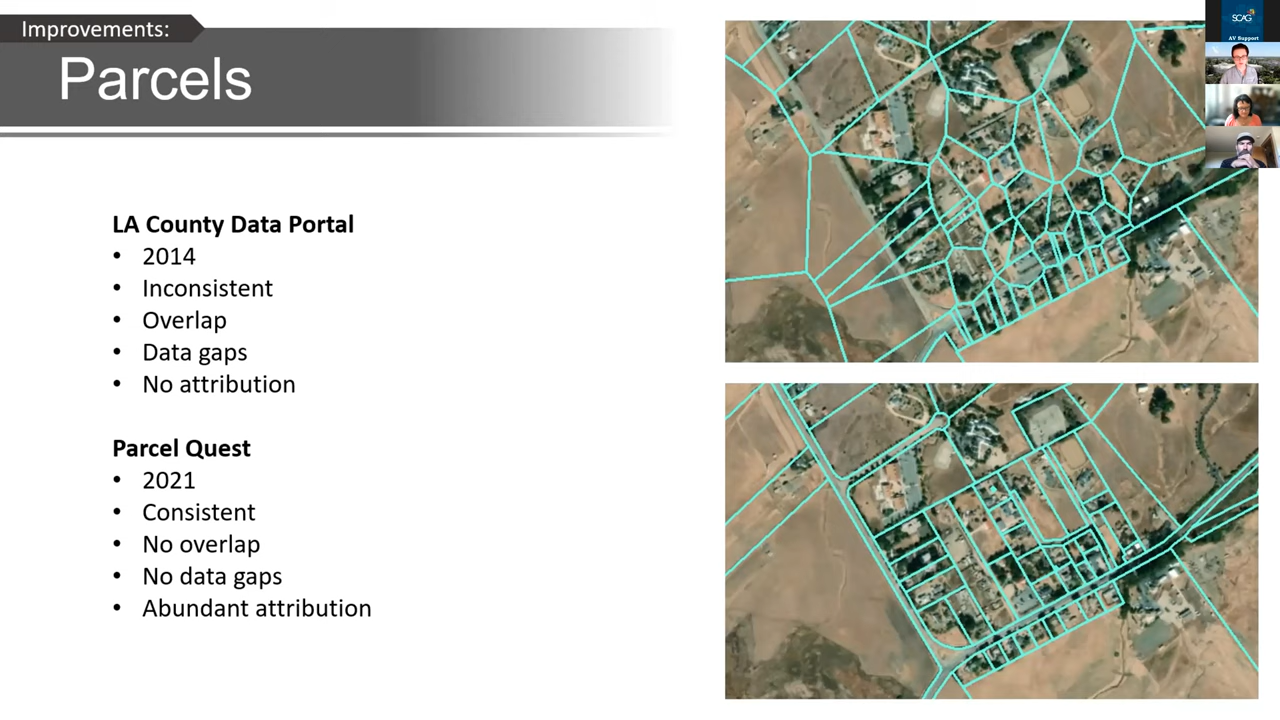 Improvements:
Parcels
LA County Data Portal
• 2014
• Inconsistent
• Overlap
• Data gaps
• No attribution
Parcel Quest
• 2021
• Consistent
• No overlap
• No data gaps
• Abundant attribution
SCAG
AV Support